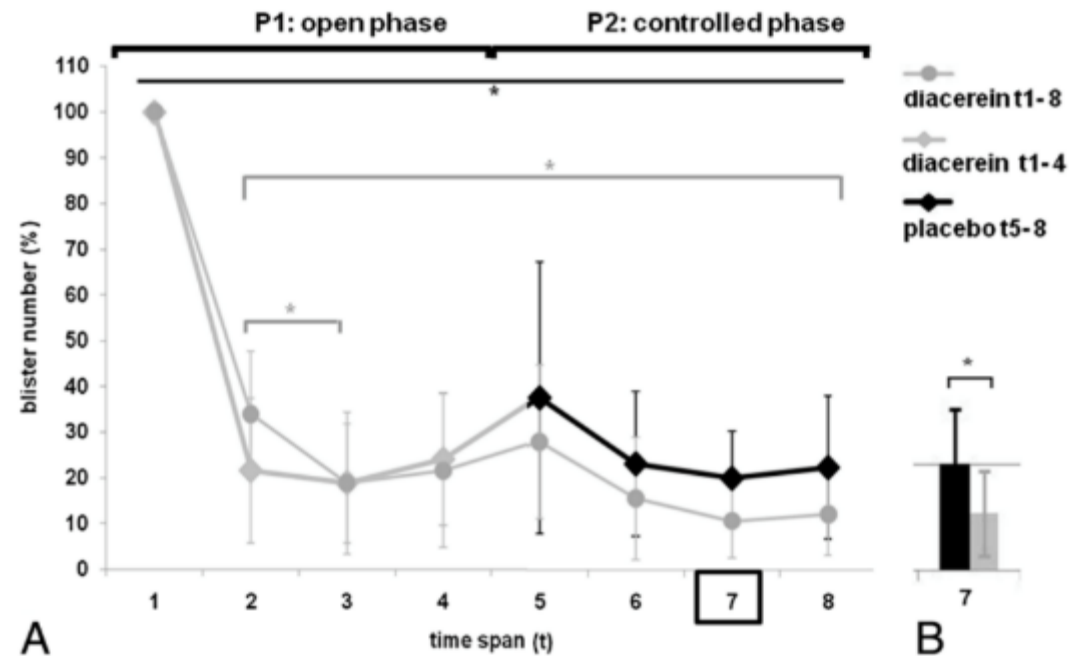 P1: open phase P2: controlled phase
110
*
100
90
*
80
70
60
*
50
40
30
20
10
0
blister number (%)
1 2 3 4 5 6 7 8
time span (t)
A
diacerein t1-8
diacerein t1-4
placebo t5-8
*
7
B